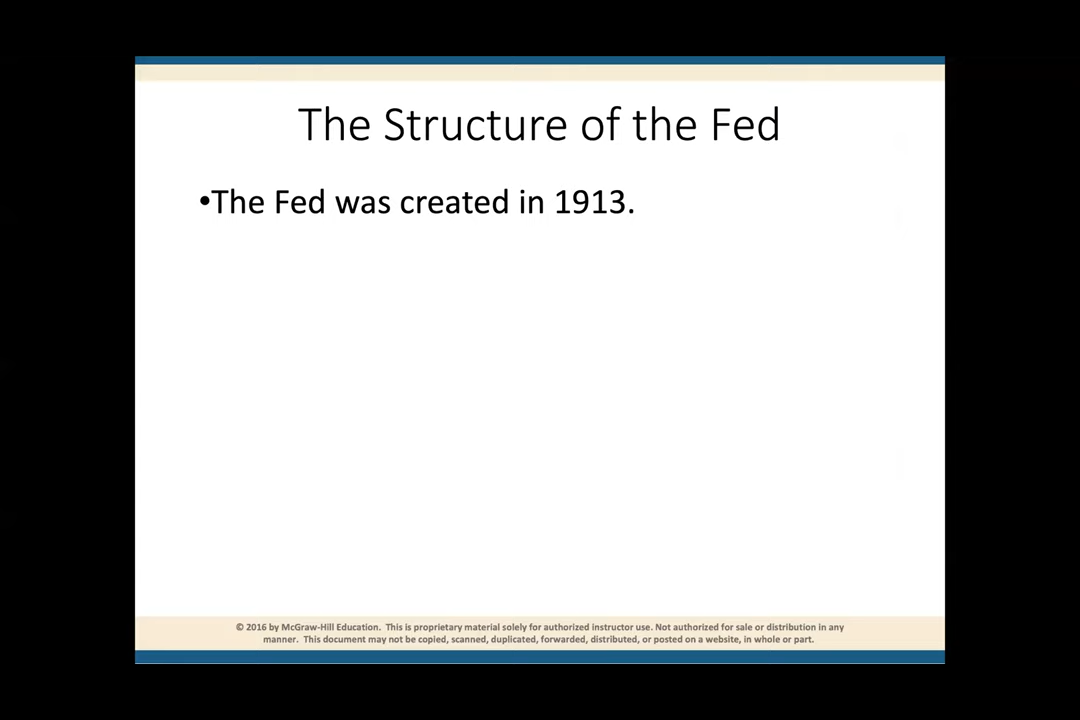 The Structure of the Fed
•The Fed was created in 1913.
© 2016 by McGraw-Hill Education. This is proprietary material solely for authorized instructor use. Not authorized for sale or distribution in any
manner. This document may not be copied, scanned, duplicated, forwarded, distributed, or posted on a website, in whole or part.